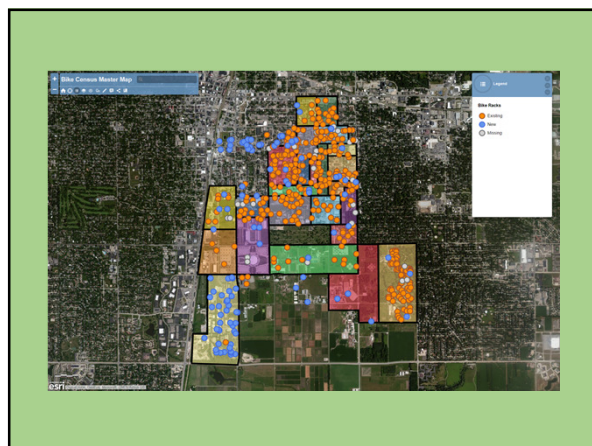 Bike Census Master Map
Legend
Bike Racks
Existing
New
Moving
esri